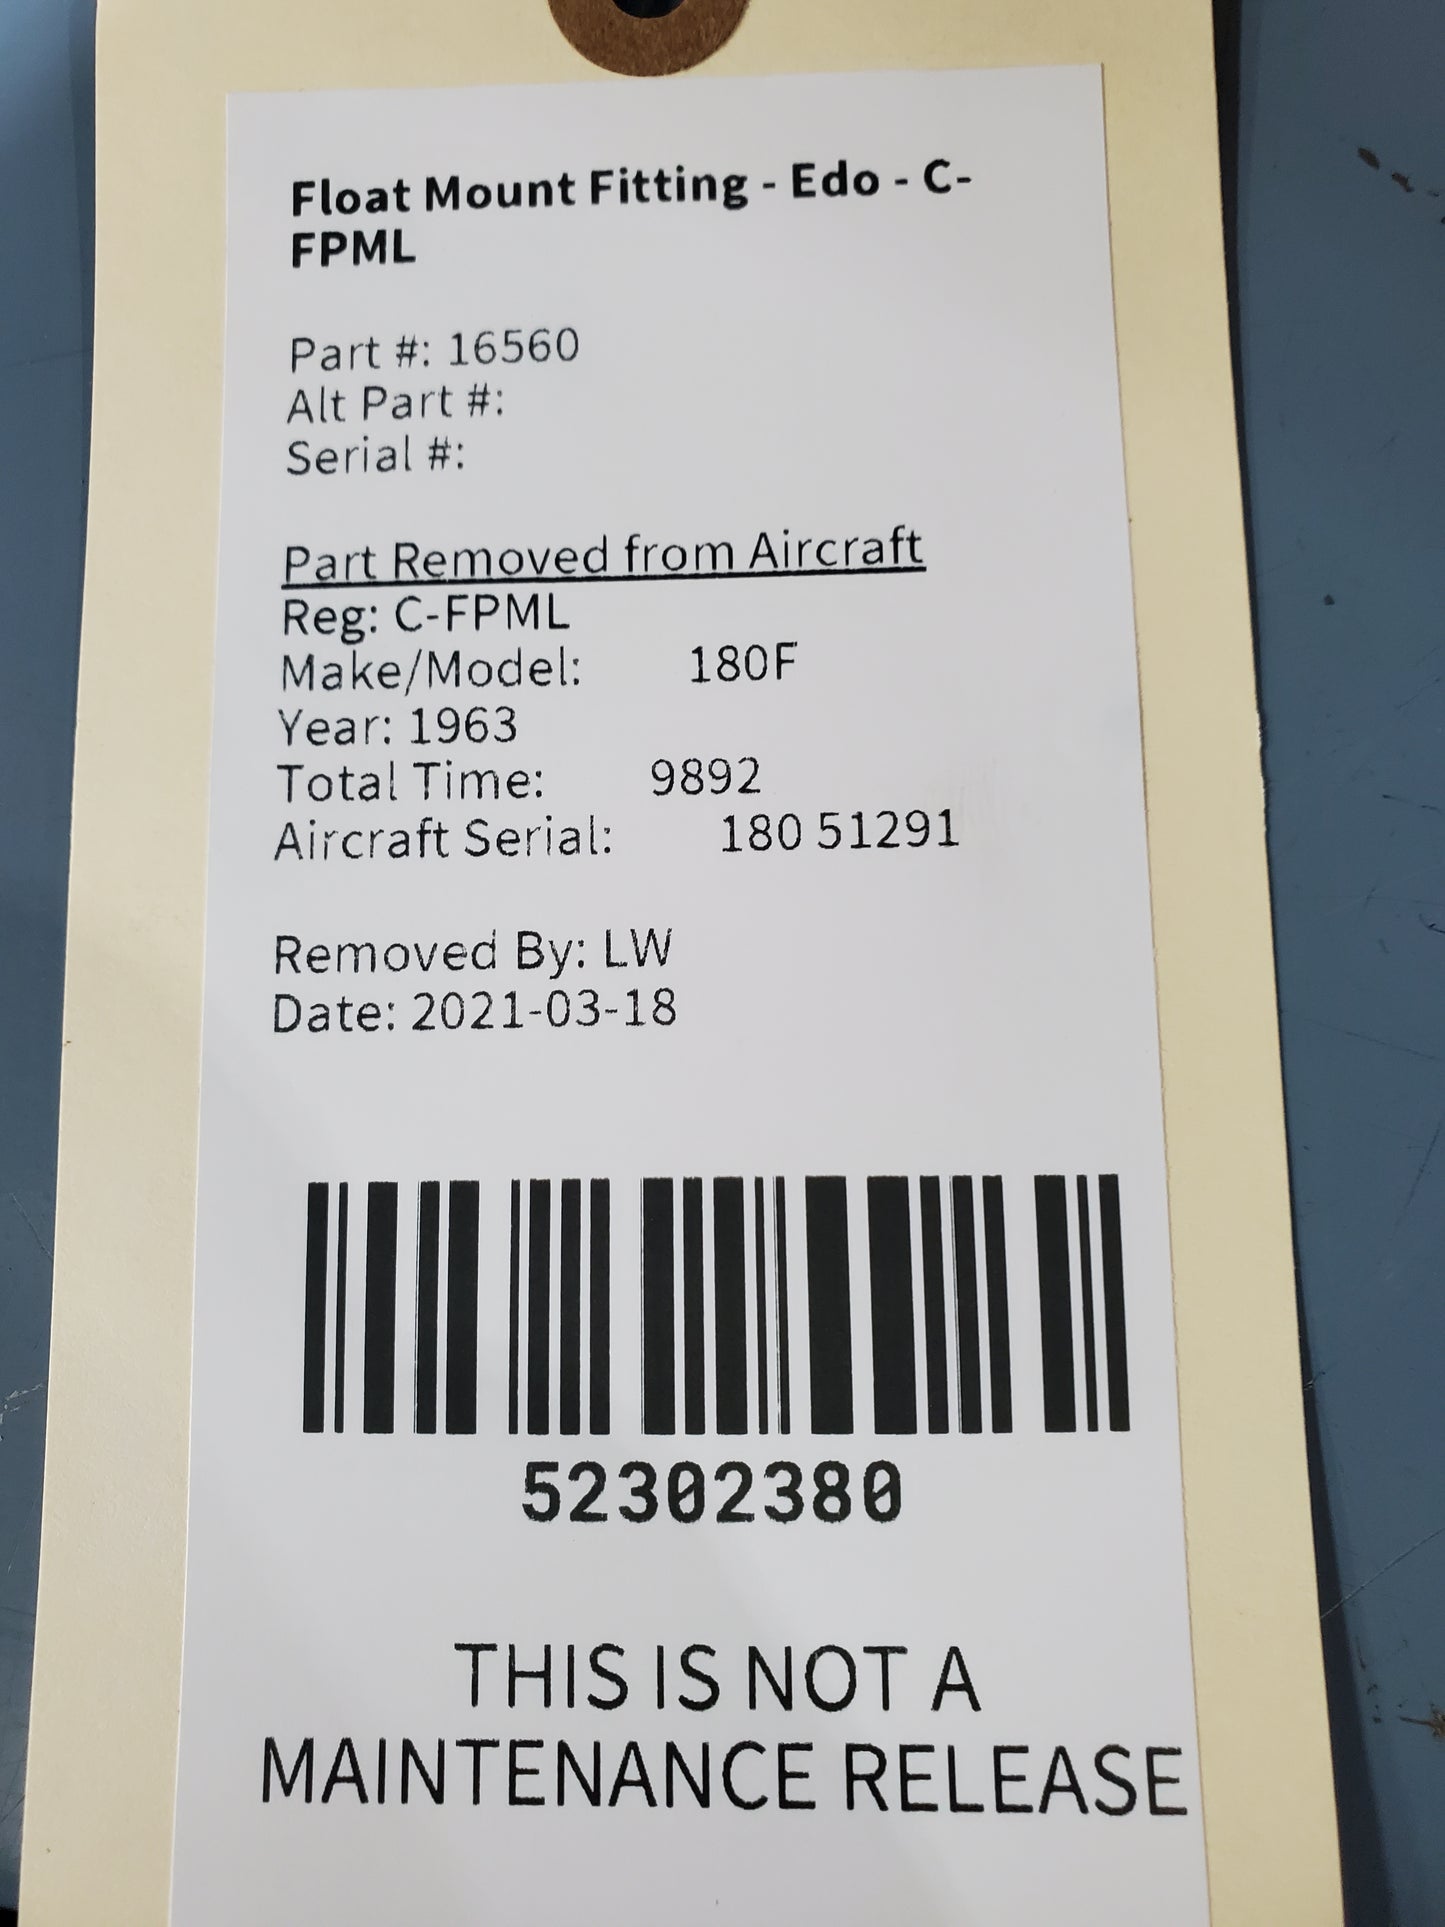 Float Mount Fitting - Edo - C-
FPML
Part #: 16560
Alt Part #:
Serial #:
Part Removed from Aircraft
Reg: C-FPML
Make/Model: 180F
Year: 1963
Total Time: 9892
Aircraft Serial: 180 51291
Removed By: LW
Date: 2021-03-18
52302380
THIS IS NOT A
MAINTENANCE RELEASE